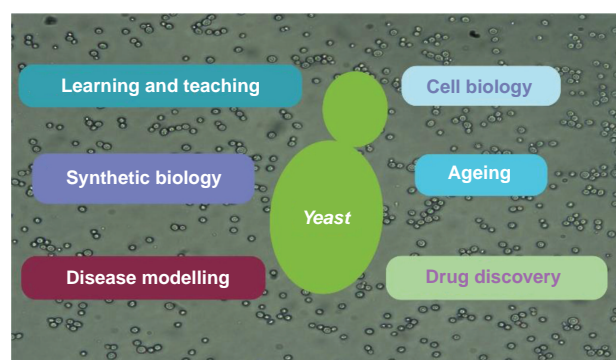 Learning and teaching
Cell biology
Synthetic biology
Ageing
Yeast
Disease modelling
Drug discovery